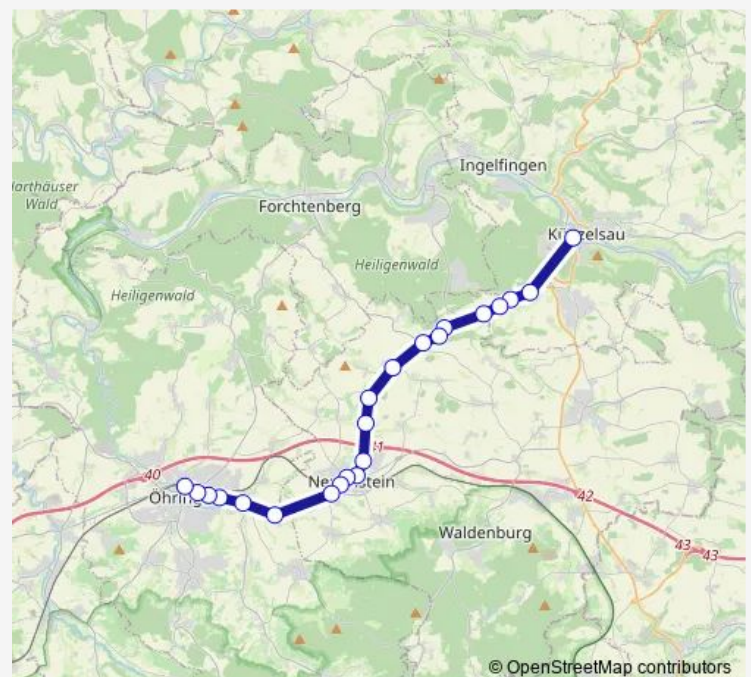 Ingelfingen
Harthäuser
Wald
Forchtenberg
Heiligenwald
Heiligenwald
40
41
42
Waldenburg
43
43
© OpenStreetMap contributors